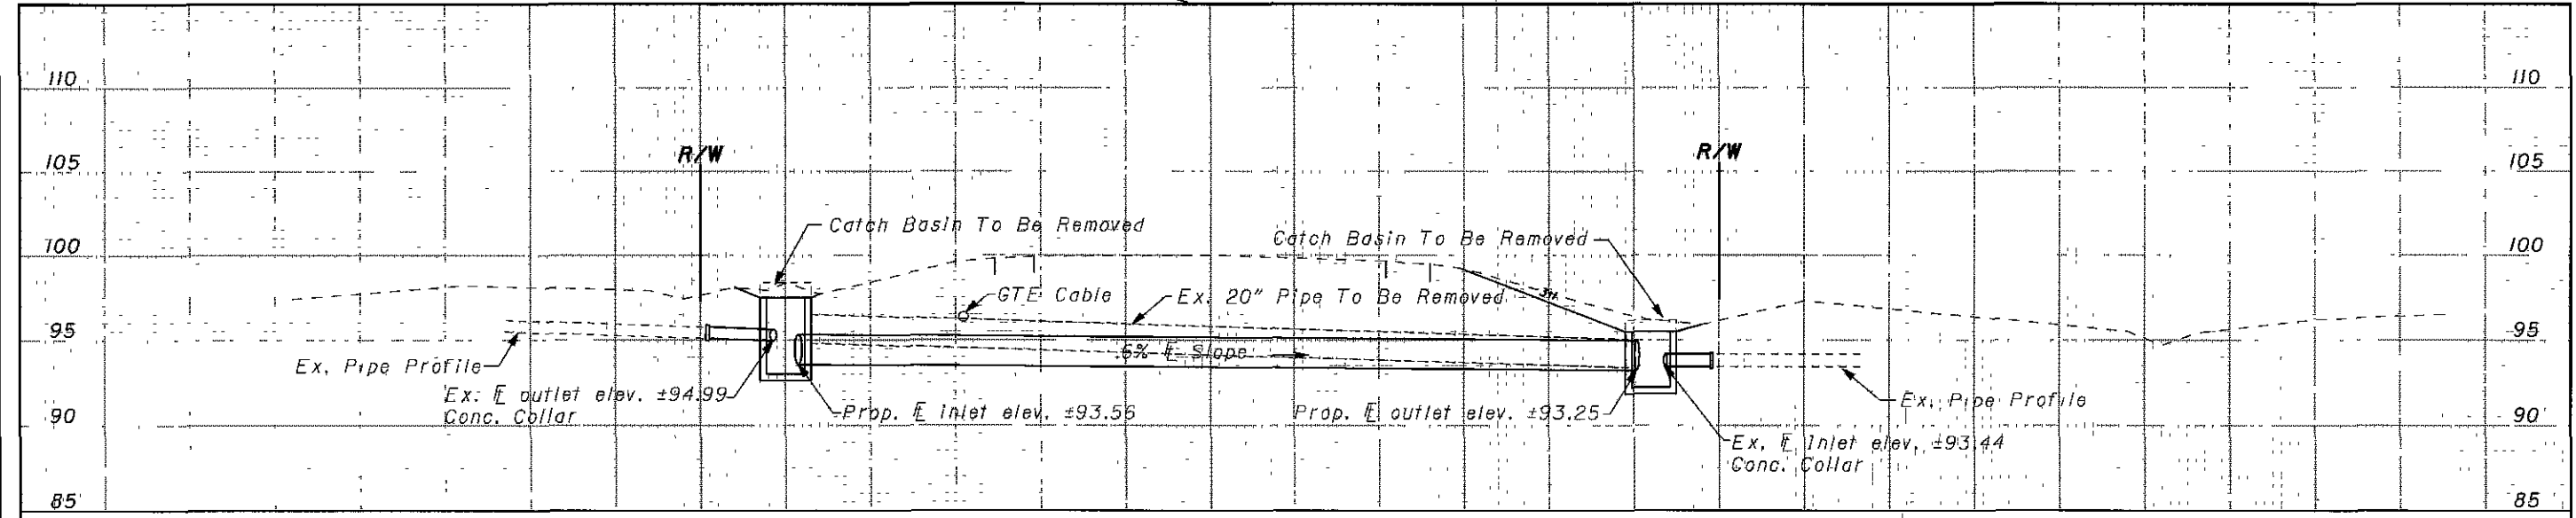 110
110
R/W
R/W
105
105
Catch Basin To Be Removed
Catch Basin To Be Removed
100
100
GTE Cable
Ex. 20" Pipe To Be Removed
95
95
6% ℄ Slope
Ex. Pipe Profile
Ex. ℄ outlet elev. ±94.99
Conc. Collar
Prop. ℄ Inlet elev. ±93.56
Prop. ℄ outlet elev. ±93.25
Ex. Pipe Profile
90
90
Ex. ℄ Inlet elev. ±93.44
Conc. Collar
85
85